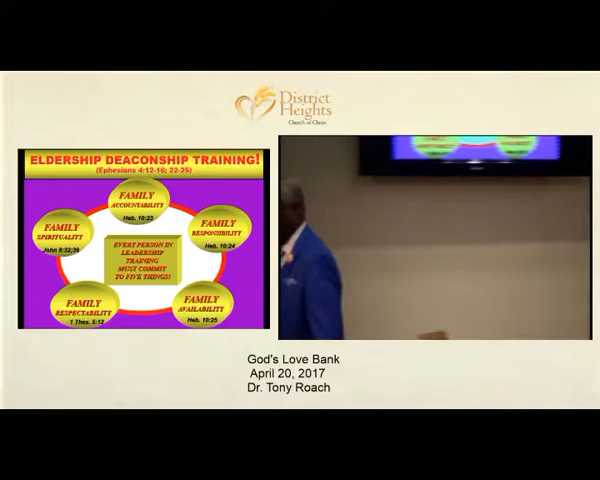 District
Heights
Church of Christ
ELDERSHIP DEACONSHIP TRAINING!
(Ephesians 4:12-16; 22-25)
FAMILY
ACCOUNTABILITY
Heb. 10:23
FAMILY
SPIRITUALITY
John 8:32;36
FAMILY
RESPONSIBILITY
Heb. 10:24
EVERY PERSON IN
LEADERSHIP
TRAINING
MUST COMMIT
TO FIVE THINGS!
FAMILY
RESPECTABILITY
1 Thes. 5:12
FAMILY
AVAILABILITY
Heb. 10:25
God's Love Bank
April 20, 2017
Dr. Tony Roach